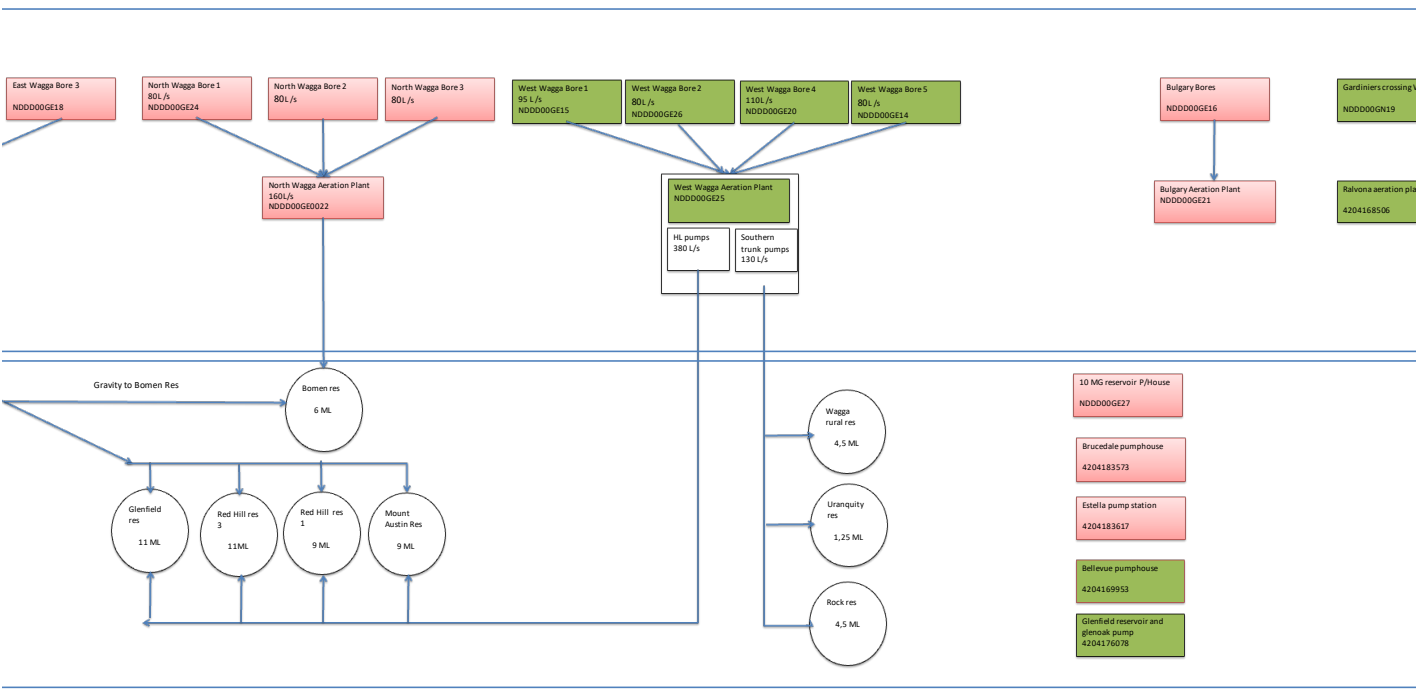 East Wagga Bore 3
NDDD00GE18
North Wagga Bore 1
80L/s
NDDD00GE24
North Wagga Bore 2
80L/s
North Wagga Bore 3
80L/s
West Wagga Bore 1
95 L/s
NDDD00GE15
West Wagga Bore 2
80L/s
NDDD00GE26
West Wagga Bore 4
110L/s
NDDD00GE20
West Wagga Bore 5
80L/s
NDDD00GE14
Bulgary Bores
NDDD00GE16
Gardiniers crossing
NDDD00GN19
North Wagga Aeration Plant
160L/s
NDDD00GE0022
West Wagga Aeration Plant
NDDD00GE25
HL pumps
380 L/s
Southern
trunk pumps
130 L/s
Bulgary Aeration Plant
NDDD00GE21
Ralvona aeration pla
4204168506
Gravity to Bomen Res
Bomen res
6 ML
Glenfield
res
11 ML
Red Hill res
3
11ML
Red Hill res
1
9 ML
Mount
Austin Res
9 ML
Wagga
rural res
4,5 ML
Uranquity
res
1,25 ML
Rock res
4,5 ML
10 MG reservoir P/House
NDDD00GE27
Brucedale pumphouse
4204183573
Estella pump station
4204183617
Bellevue pumphouse
4204169953
Glenfield reservoir and
glenoak pump
4204176078